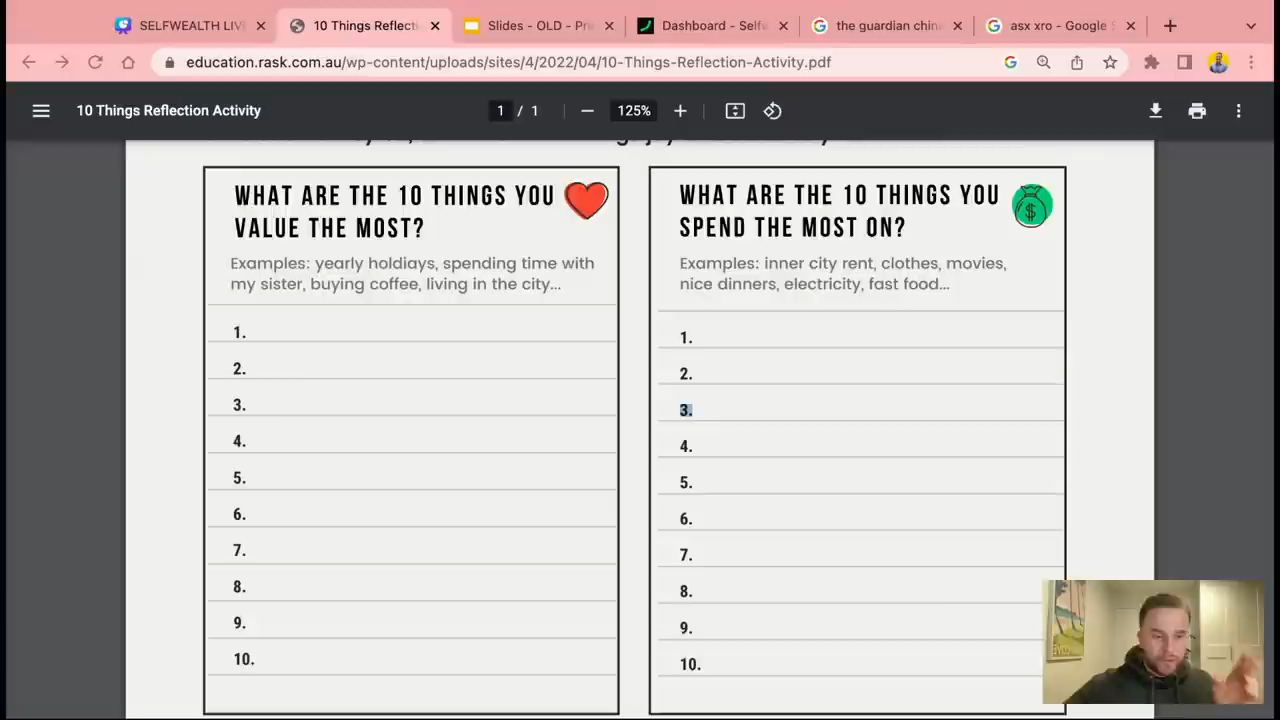 SELFWEALTH LIV
10 Things Reflecti
Slides - OLD - Pr
Dashboard - Selfw
the guardian chin
asx xro - Google S
education.rask.com.au/wp-content/uploads/sites/4/2022/04/10-Things-Reflection-Activity.pdf
10 Things Reflection Activity
1 / 1
125%
WHAT ARE THE 10 THINGS YOU
VALUE THE MOST?
Examples: yearly holdiays, spending time with
my sister, buying coffee, living in the city...
1.
2.
3.
4.
5.
6.
7.
8.
9.
10.
WHAT ARE THE 10 THINGS YOU
SPEND THE MOST ON?
$
Examples: inner city rent, clothes, movies,
nice dinners, electricity, fast food...
1.
2.
3.
4.
5.
6.
7.
8.
9.
10.